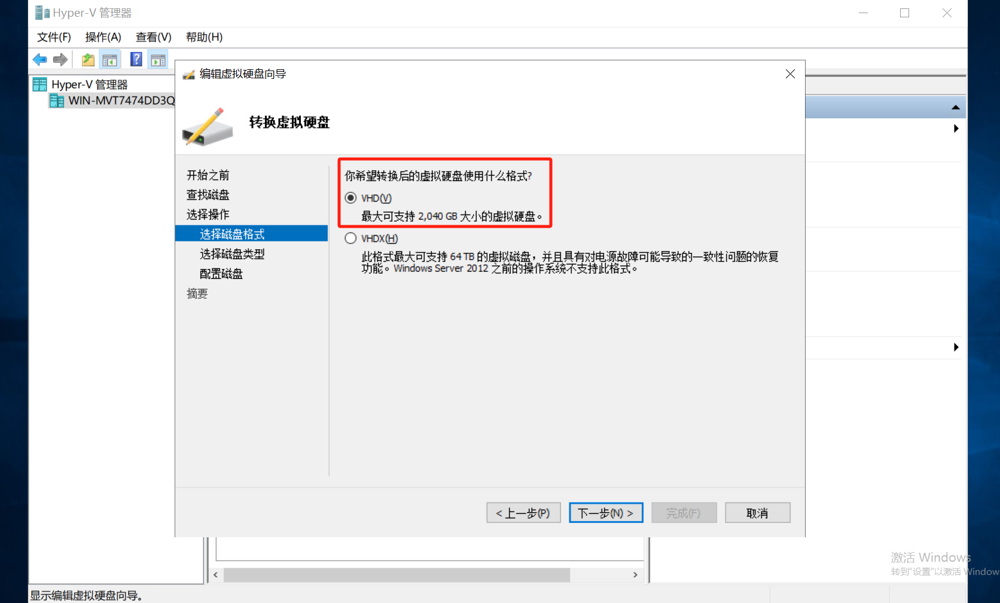 Hyper-V 管理器
文件(F) 操作(A) 查看(V) 帮助(H)
编辑虚拟硬盘向导
Hyper-V 管理器
WIN-MVT7474DD3Q
转换虚拟硬盘
开始之前
查找磁盘
选择操作
选择磁盘格式
选择磁盘类型
配置磁盘
摘要
你希望转换后的虚拟硬盘使用什么格式?
VHD(V)
最大可支持 2,040 GB 大小的虚拟硬盘。
VHDX(H)
此格式最大可支持 64 TB 的虚拟磁盘，并且具有对电源故障可能导致的一致性问题的恢复
功能。Windows Server 2012 之前的操作系统不支持此格式。
< 上一步(P) 下一步(N) > 完成(F) 取消
激活 Windows
转到"设置"以激活 Window
显示编辑虚拟硬盘向导。